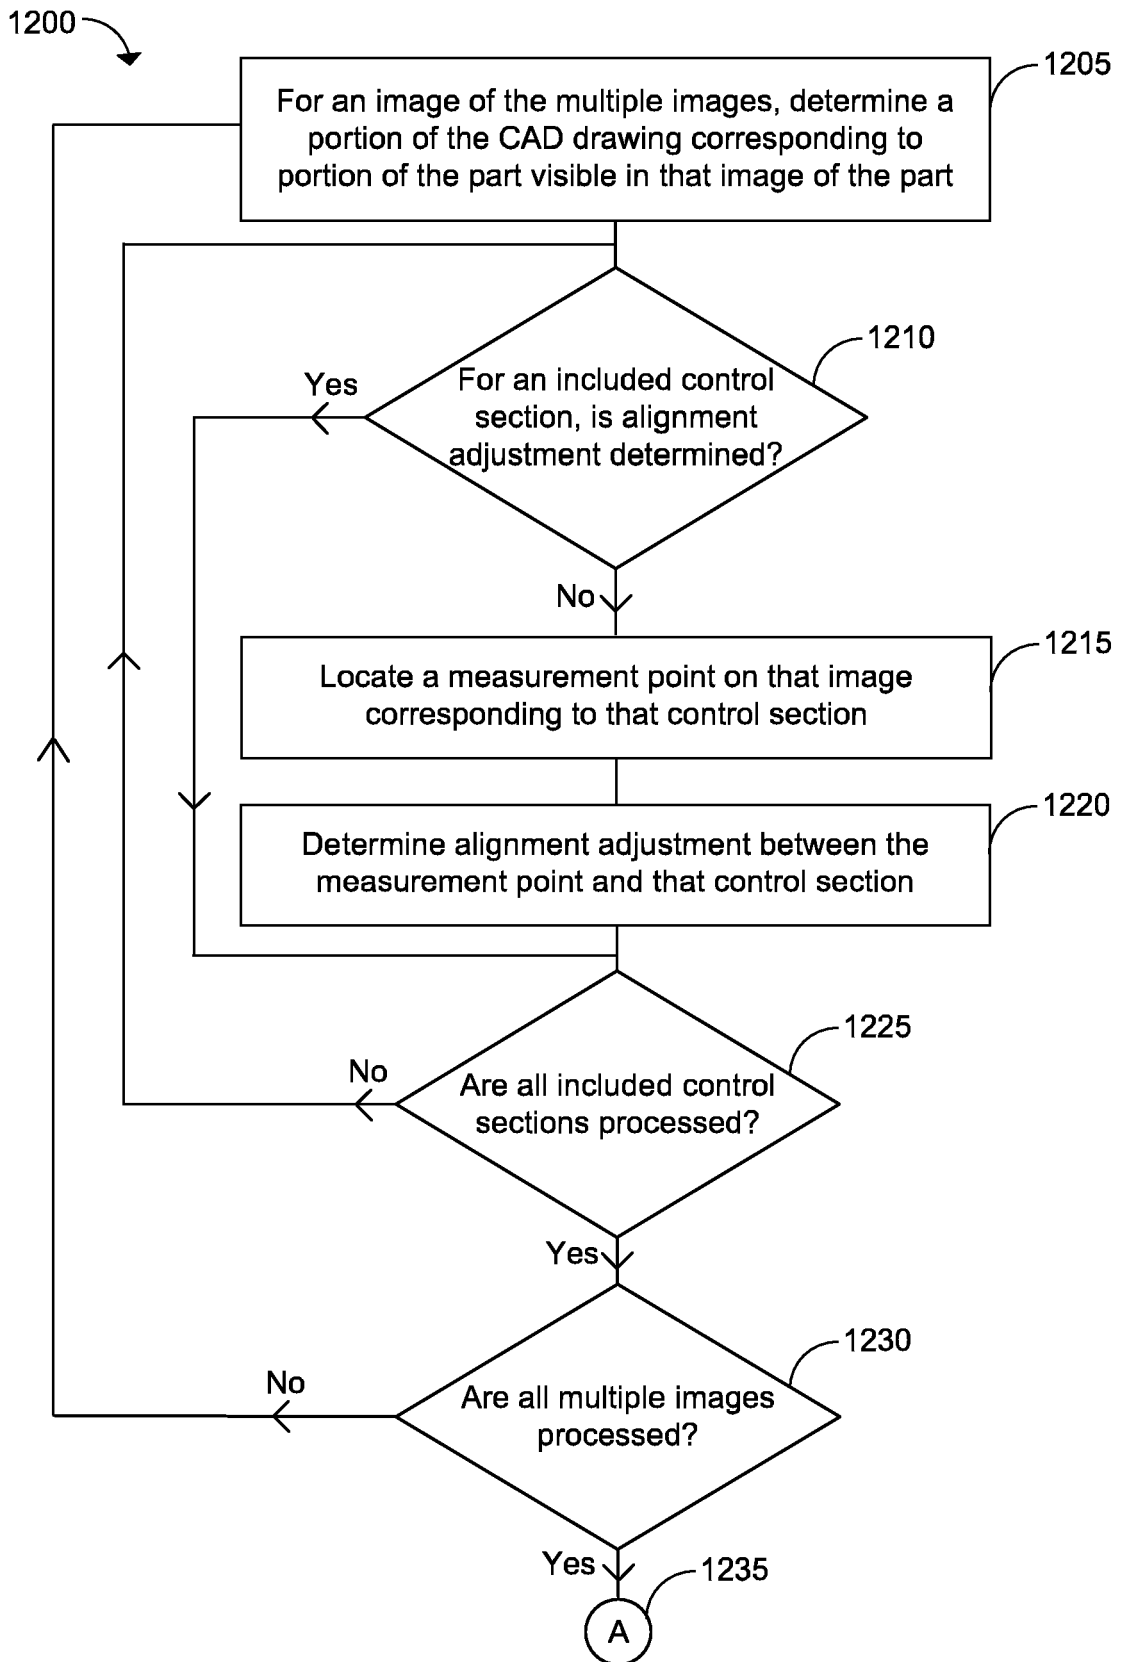 1200
1205
For an image of the multiple images, determine a
portion of the CAD drawing corresponding to
portion of the part visible in that image of the part
1210
Yes
For an included control
section, is alignment
adjustment determined?
No
1215
Locate a measurement point on that image
corresponding to that control section
1220
Determine alignment adjustment between the
measurement point and that control section
1225
No
Are all included control
sections processed?
Yes
1230
No
Are all multiple images
processed?
Yes
1235
A